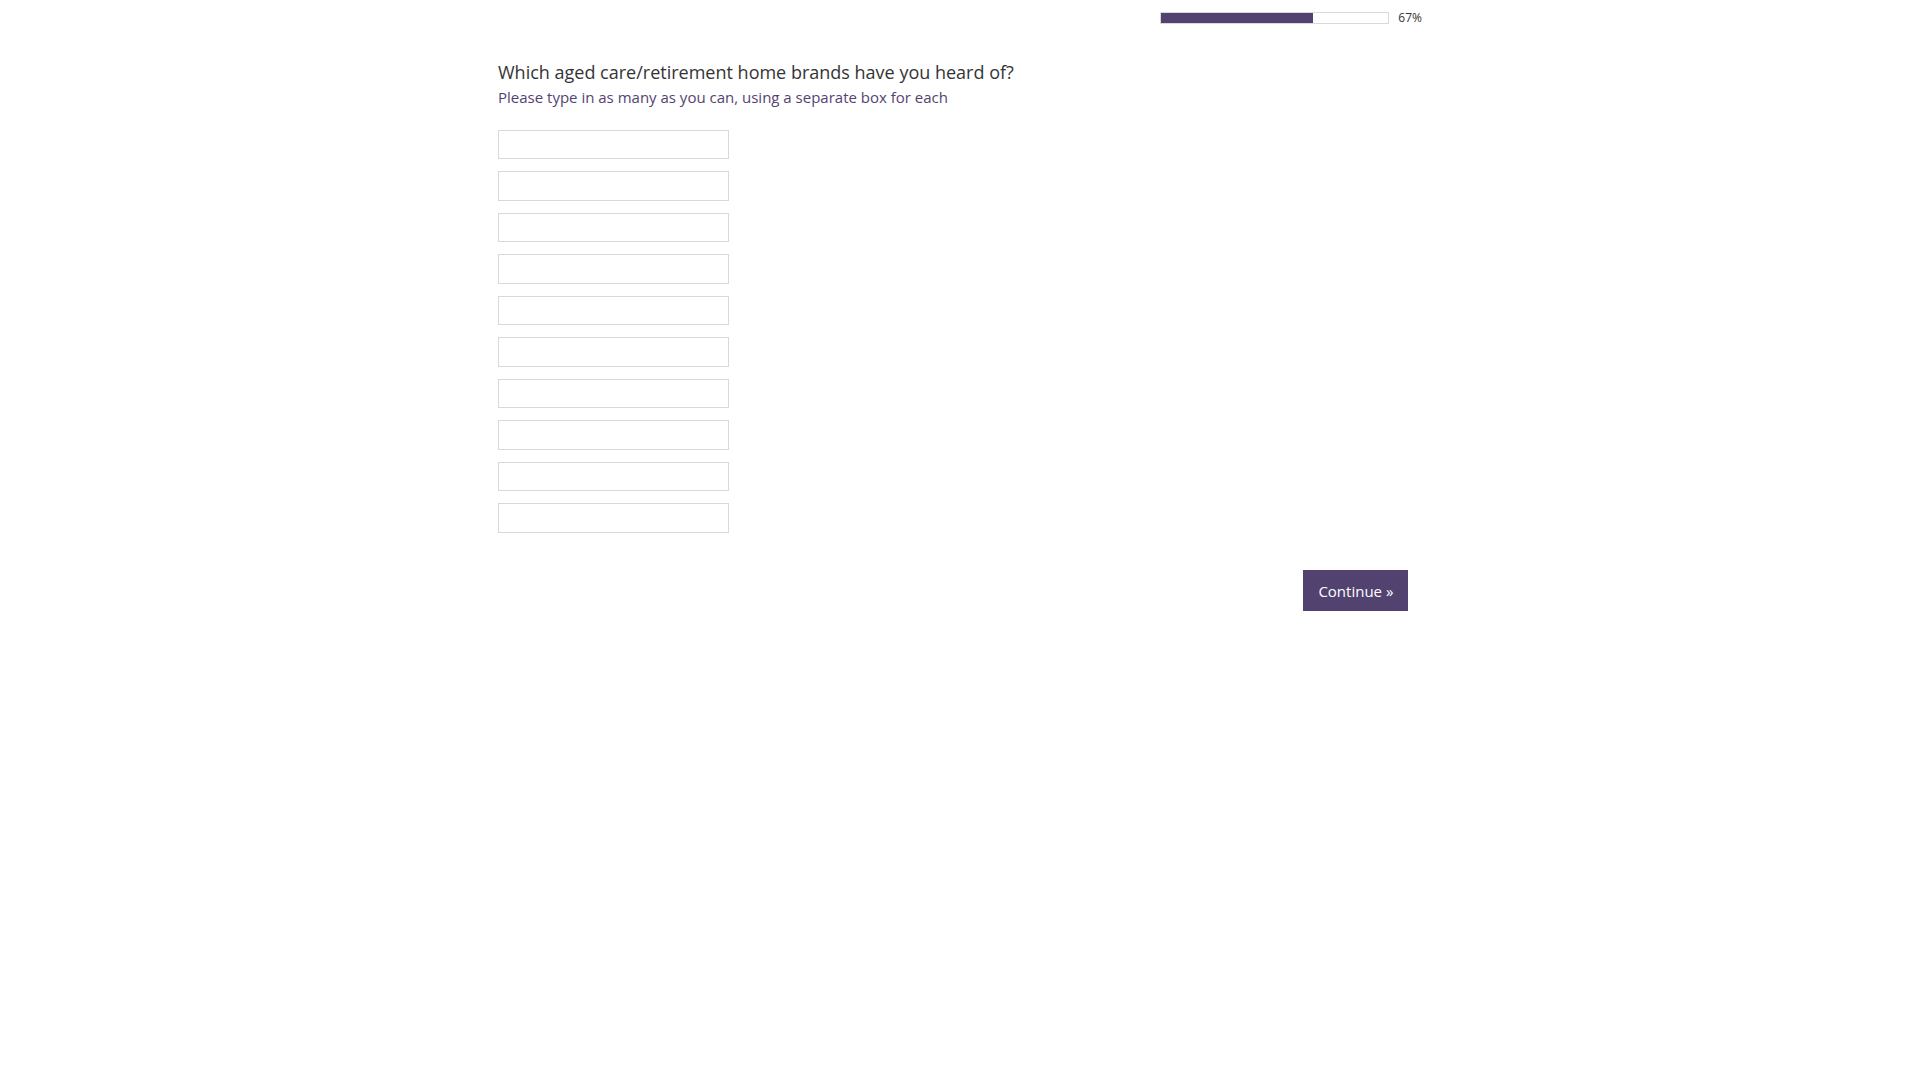 67%
Which aged care/retirement home brands have you heard of?
Please type in as many as you can, using a separate box for each
Continue »